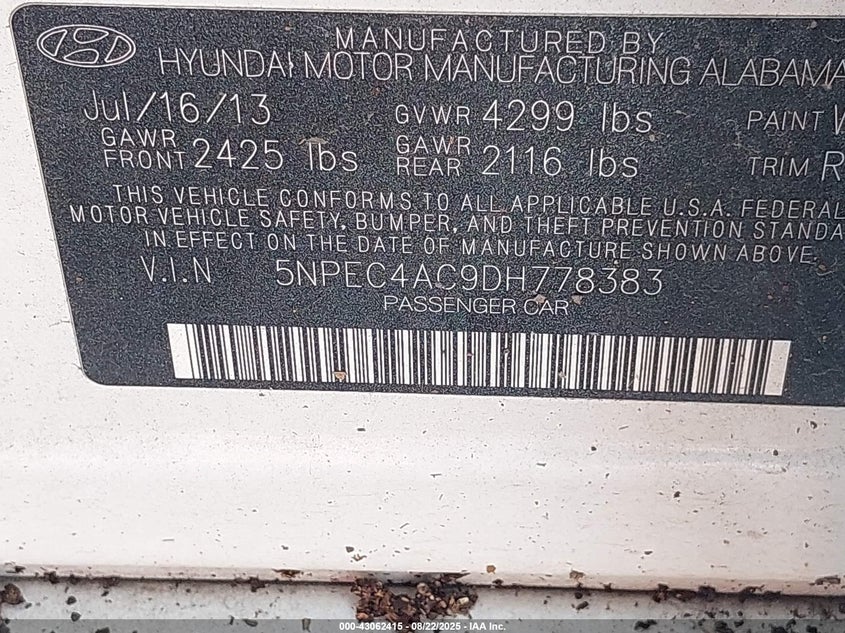 MANUFACTURED BY
HYUNDAI MOTOR MANUFACTURING ALABAMA
Jul/16/13 GVWR 4299 lbs PAINT
GAWR FRONT 2425 lbs GAWR REAR 2116 lbs TRIM R
THIS VEHICLE CONFORMS TO ALL APPLICABLE U.S.A. FEDERAL
MOTOR VEHICLE SAFETY, BUMPER, AND THEFT PREVENTION STANDA
IN EFFECT ON THE DATE OF MANUFACTURE SHOWN ABOVE.
V.I.N 5NPEC4AC9DH778383
PASSENGER CAR
000-43062415 - 08/22/2025 - IAA Inc.